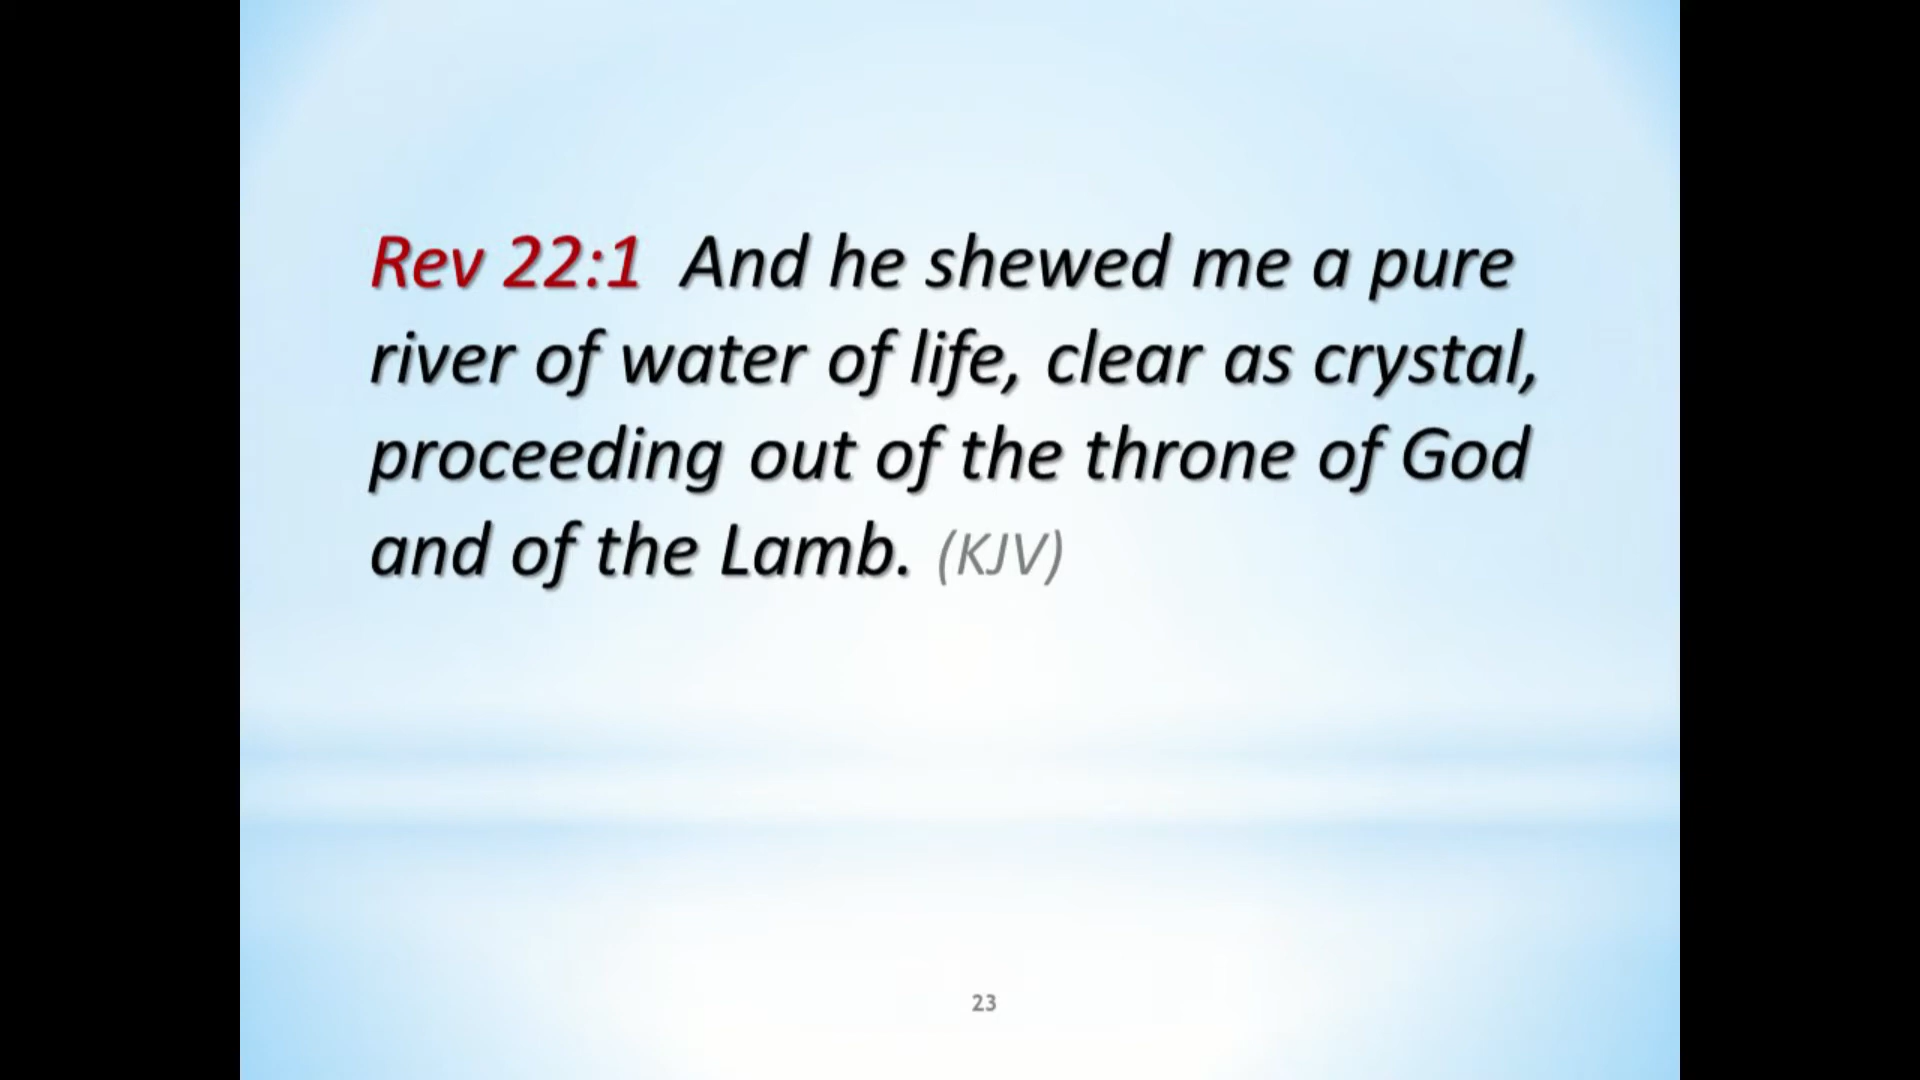 Rev 22:1  And he shewed me a pure
river of water of life, clear as crystal,
proceeding out of the throne of God
and of the Lamb. (KJV)
23